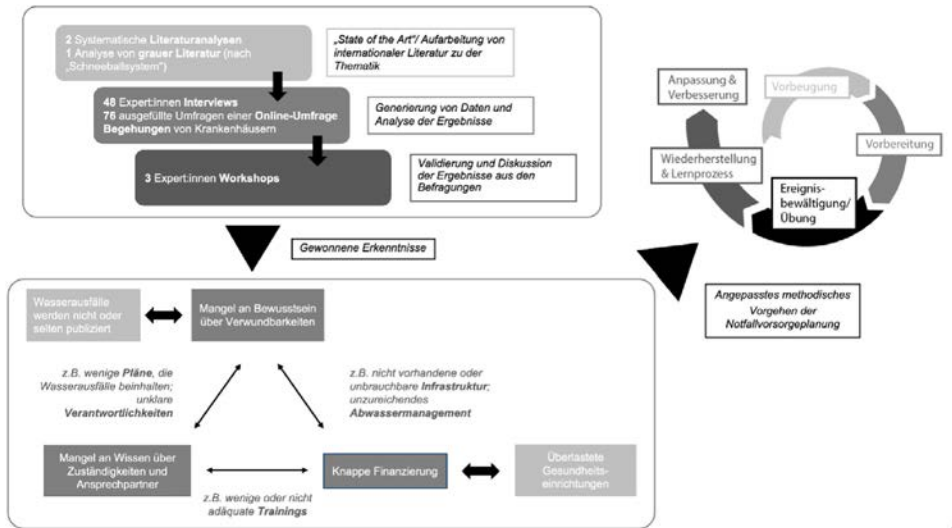 2 Systematische Literaturanalysen
1 Analyse von grauer Literatur (nach
„Schneeballsystem")
„State of the Art"/ Aufarbeitung von
internationaler Literatur zu der
Thematik
48 Expert:innen Interviews
76 ausgefüllte Umfragen einer Online-Umfrage
Begehungen von Krankenhäusern
Generierung von Daten und
Analyse der Ergebnisse
3 Expert:innen Workshops
Validierung und Diskussion
der Ergebnisse aus den
Befragungen
Gewonnene Erkenntnisse
Anpassung &
Verbesserung
Vorbeugung
Vorbereitung
Wiederherstellung
& Lernprozess
Ereignis-
bewältigung/
Übung
Angepasstes methodisches
Vorgehen der
Notfallvorsorgeplanung
Wasserausfälle
werden nicht oder
selten publiziert
Mangel an Bewusstsein
über Verwundbarkeiten
z.B. wenige Pläne, die
Wasserausfälle beinhalten;
unklare
Verantwortlichkeiten
z.B. nicht vorhandene oder
unbrauchbare Infrastruktur;
unzureichendes
Abwassermanagement
Mangel an Wissen über
Zuständigkeiten und
Ansprechpartner
Knappe Finanzierung
Überlastete
Gesundheits-
einrichtungen
z.B. wenige oder nicht
adäquate Trainings